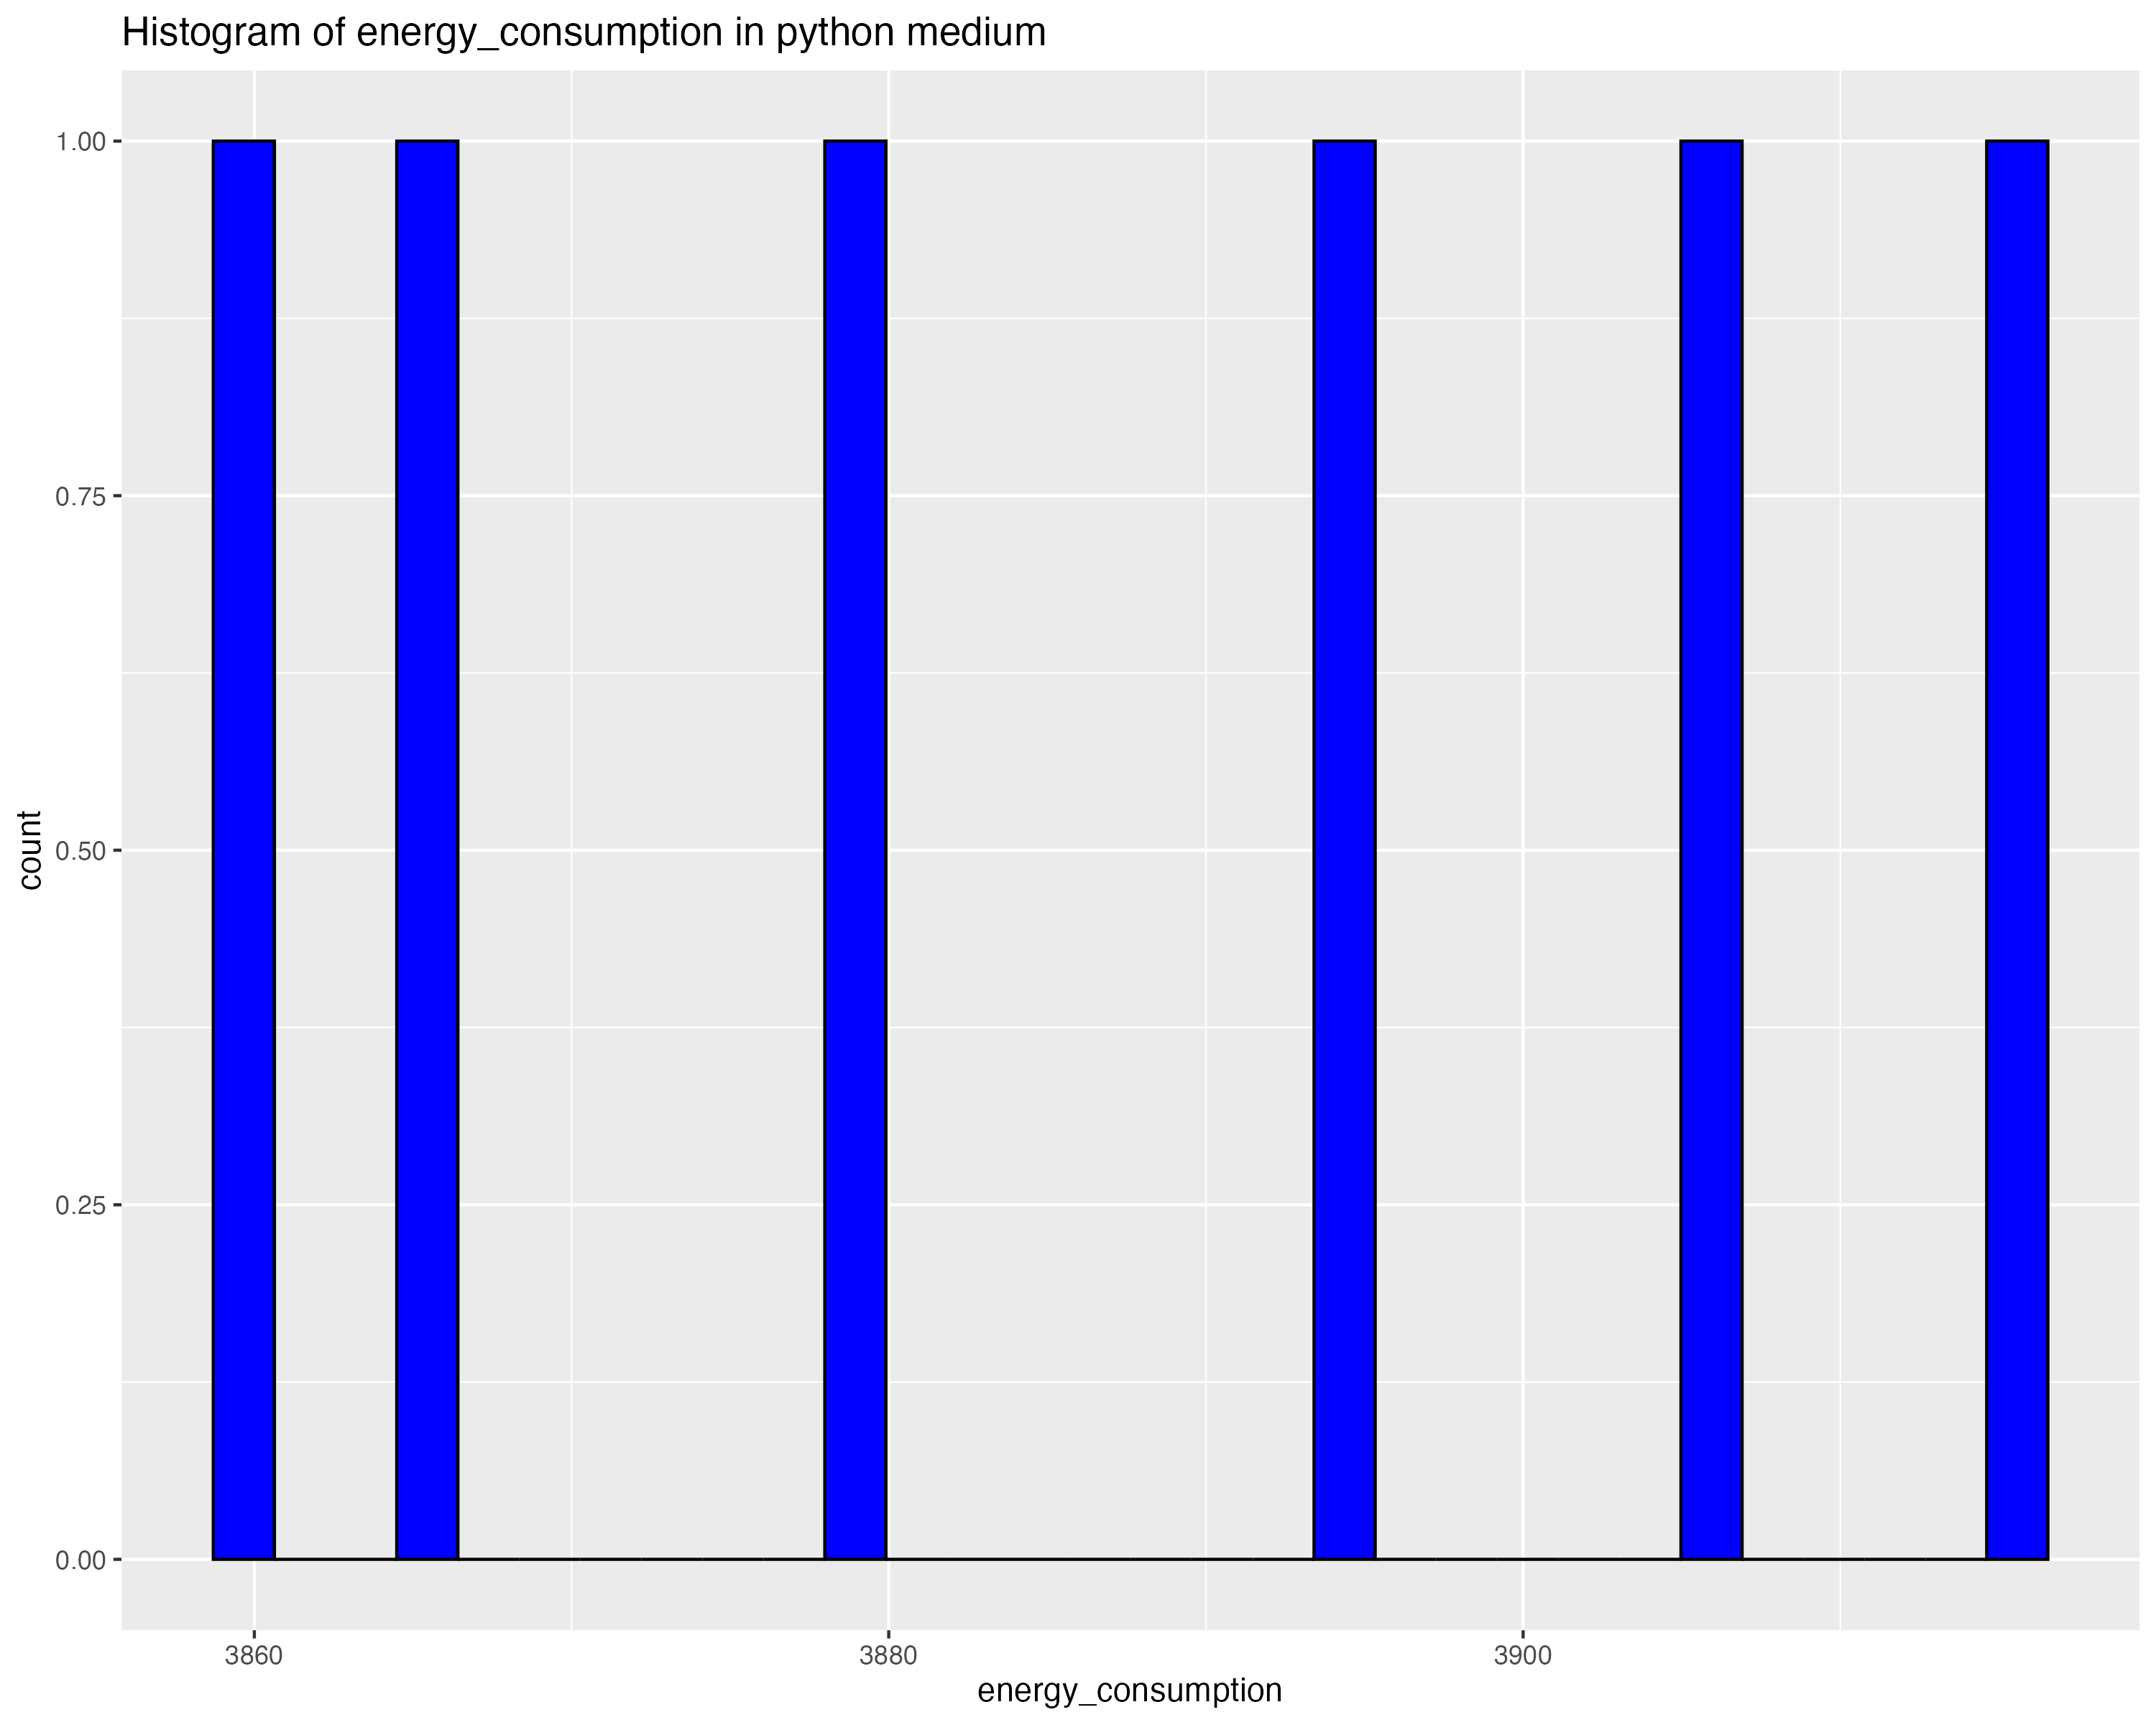 Histogram of energy_consumption in python medium
1.00
0.75
0.50
0.25
0.00
count
3860 3880 3900
energy_consumption